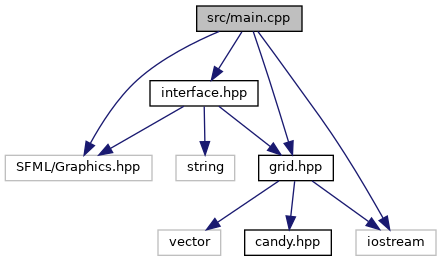 src/main.cpp
interface.hpp
SFML/Graphics.hpp
string
grid.hpp
vector
candy.hpp
iostream